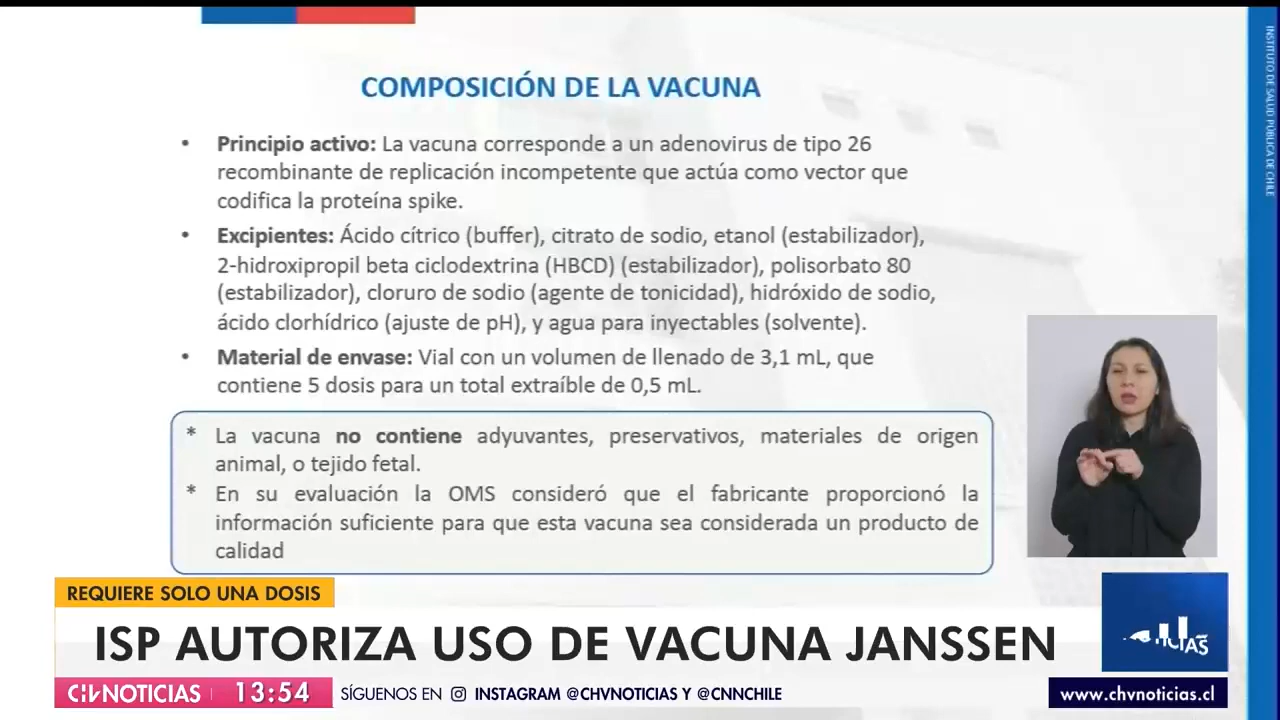 INSTITUTO DE SALUD PÚBLICA DE CHILE
COMPOSICIÓN DE LA VACUNA
• Principio activo: La vacuna corresponde a un adenovirus de tipo 26
recombinante de replicación incompetente que actúa como vector que
codifica la proteína spike.
• Excipientes: Ácido cítrico (buffer), citrato de sodio, etanol (estabilizador),
2-hidroxipropil beta ciclodextrina (HBCD) (estabilizador), polisorbato 80
(estabilizador), cloruro de sodio (agente de tonicidad), hidróxido de sodio,
ácido clorhídrico (ajuste de pH), y agua para inyectables (solvente).
• Material de envase: Vial con un volumen de llenado de 3,1 mL, que
contiene 5 dosis para un total extraíble de 0,5 mL.
* La vacuna no contiene adyuvantes, preservativos, materiales de origen
animal, o tejido fetal.
* En su evaluación la OMS consideró que el fabricante proporcionó la
información suficiente para que esta vacuna sea considerada un producto de
calidad
REQUIERE SOLO UNA DOSIS
ISP AUTORIZA USO DE VACUNA JANSSEN
CHVNOTICIAS 13:54 SÍGUENOS EN INSTAGRAM @CHVNOTICIAS Y @CNNCHILE
www.chvnoticias.cl